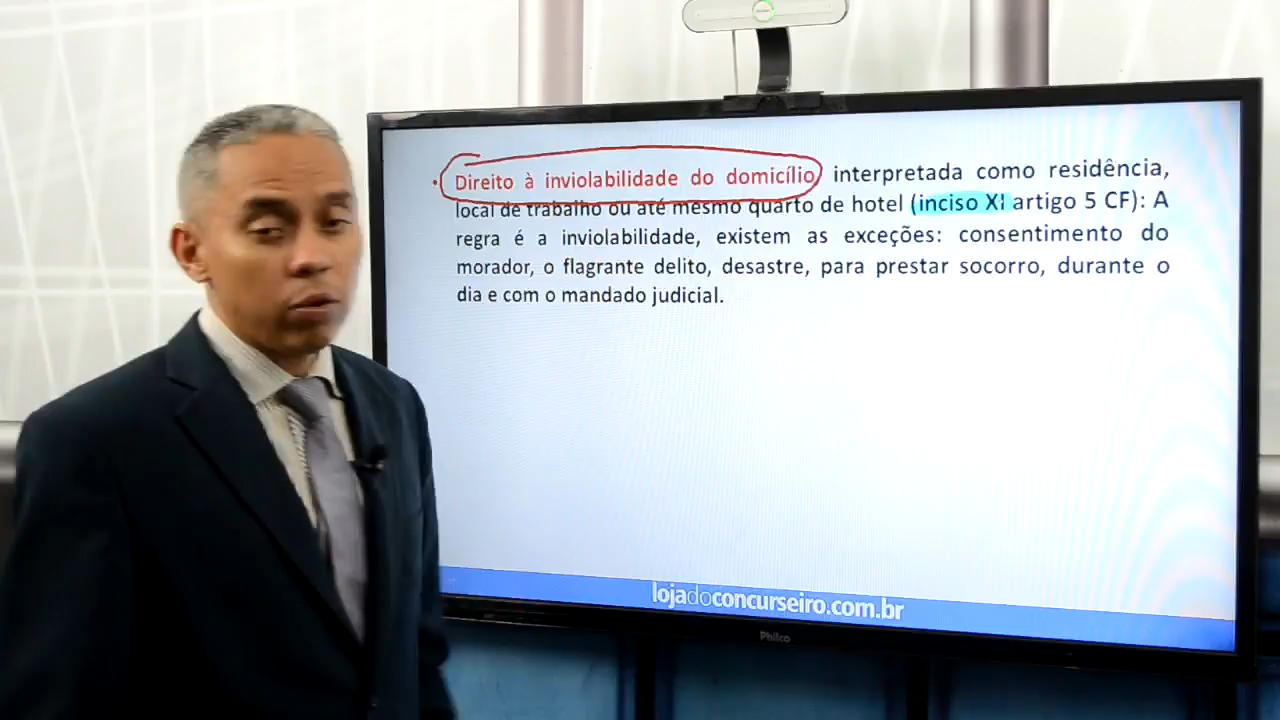 Direito à inviolabilidade do domicílio interpretada como residência,
local de trabalho ou até mesmo quarto de hotel (inciso XI artigo 5 CF): A
regra é a inviolabilidade, existem as exceções: consentimento do
morador, o flagrante delito, desastre, para prestar socorro, durante o
dia e com o mandado judicial.
lojadoconcurseiro.com.br
Philco